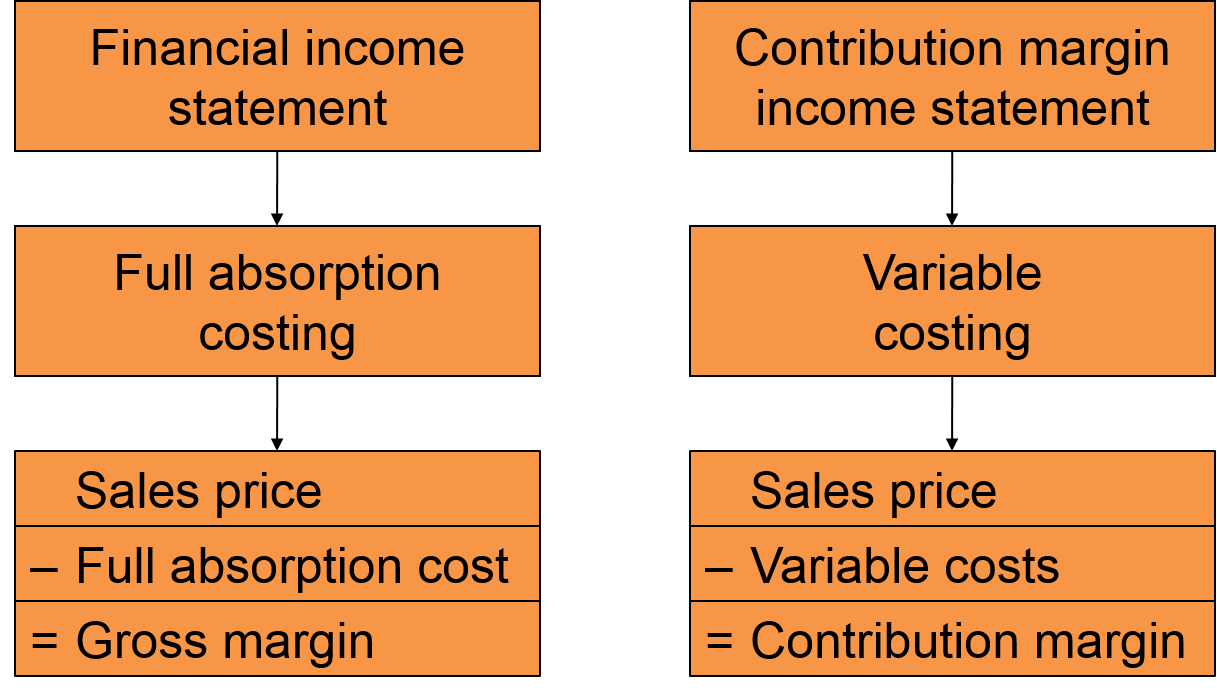 Financial income
statement
Full absorption
costing
Sales price
– Full absorption cost
= Gross margin
Contribution margin
income statement
Variable
costing
Sales price
– Variable costs
= Contribution margin